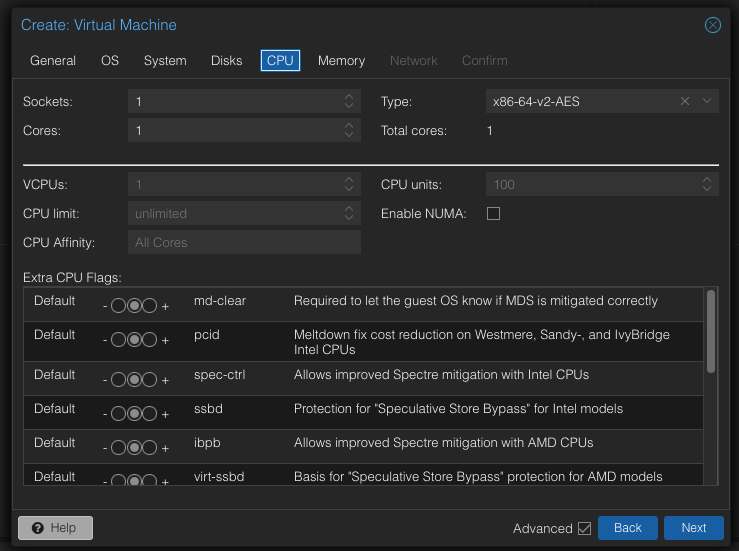 Create: Virtual Machine
General OS System Disks CPU Memory Network Confirm
Sockets: 1 Type: x86-64-v2-AES
Cores: 1 Total cores: 1
VCPUs: 1 CPU units: 100
CPU limit: unlimited Enable NUMA:
CPU Affinity: All Cores
Extra CPU Flags:
Default - + md-clear Required to let the guest OS know if MDS is mitigated correctly
Default - + pcid Meltdown fix cost reduction on Westmere, Sandy-, and IvyBridge
Intel CPUs
Default - + spec-ctrl Allows improved Spectre mitigation with Intel CPUs
Default - + ssbd Protection for "Speculative Store Bypass" for Intel models
Default - + ibpb Allows improved Spectre mitigation with AMD CPUs
Default - + virt-ssbd Basis for "Speculative Store Bypass" protection for AMD models
? Help Advanced Back Next